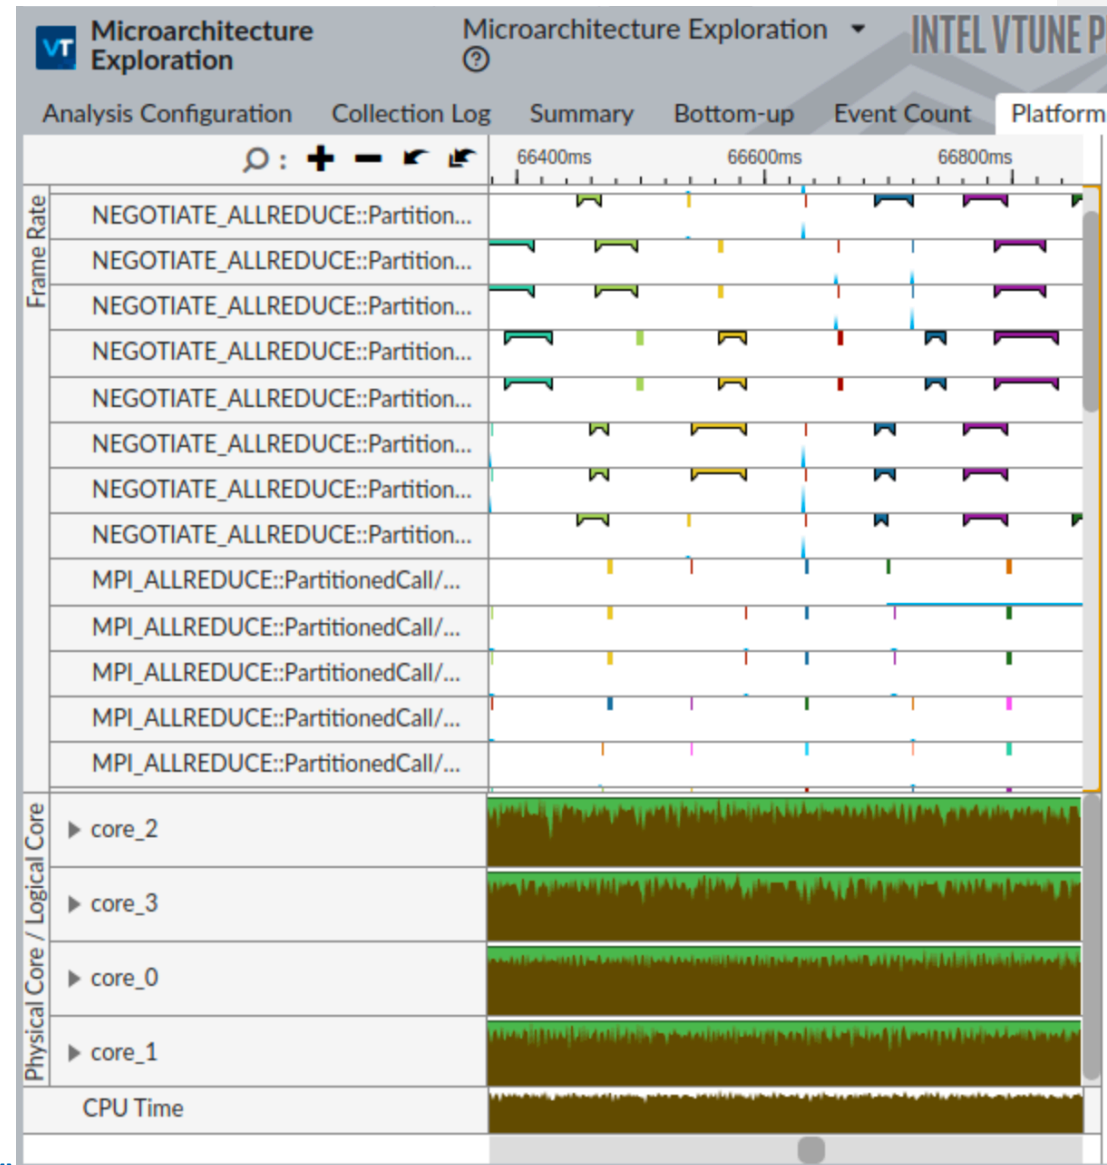 VT
Microarchitecture
Exploration
Microarchitecture Exploration
INTEL VTUNE P
Analysis Configuration Collection Log Summary Bottom-up Event Count Platform
66400ms 66600ms 66800ms
Frame Rate
NEGOTIATE_ALLREDUCE::Partition...
NEGOTIATE_ALLREDUCE::Partition...
NEGOTIATE_ALLREDUCE::Partition...
NEGOTIATE_ALLREDUCE::Partition...
NEGOTIATE_ALLREDUCE::Partition...
NEGOTIATE_ALLREDUCE::Partition...
NEGOTIATE_ALLREDUCE::Partition...
NEGOTIATE_ALLREDUCE::Partition...
MPI_ALLREDUCE::PartitionedCall/...
MPI_ALLREDUCE::PartitionedCall/...
MPI_ALLREDUCE::PartitionedCall/...
MPI_ALLREDUCE::PartitionedCall/...
MPI_ALLREDUCE::PartitionedCall/...
Physical Core / Logical Core
core_2
core_3
core_0
core_1
CPU Time